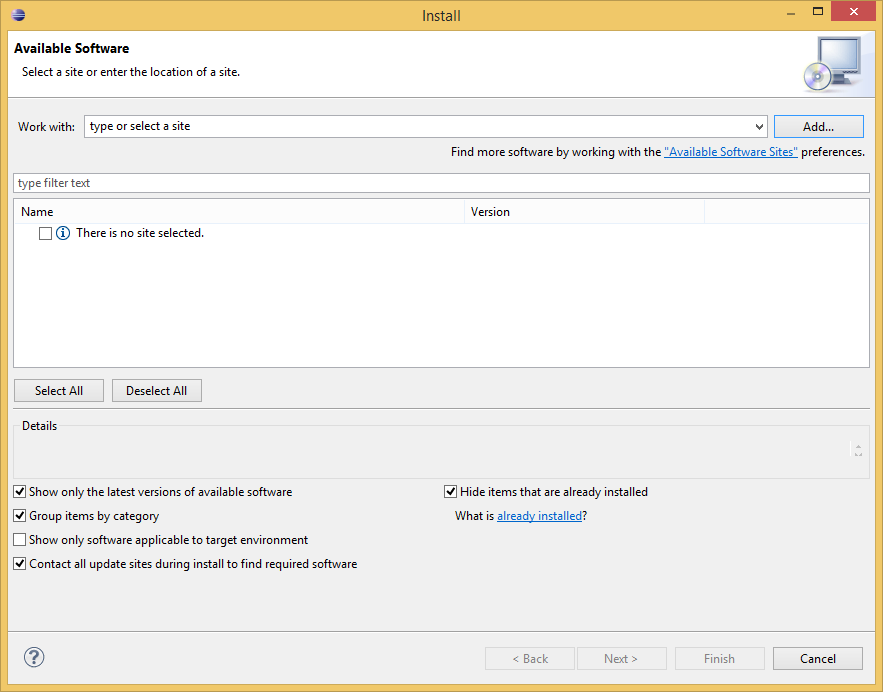 Install
Available Software
Select a site or enter the location of a site.
Work with: type or select a site Add...
Find more software by working with the "Available Software Sites" preferences.
type filter text
Name Version
There is no site selected.
Select All Deselect All
Details
Show only the latest versions of available software Hide items that are already installed
Group items by category What is already installed?
Show only software applicable to target environment
Contact all update sites during install to find required software
? < Back Next > Finish Cancel